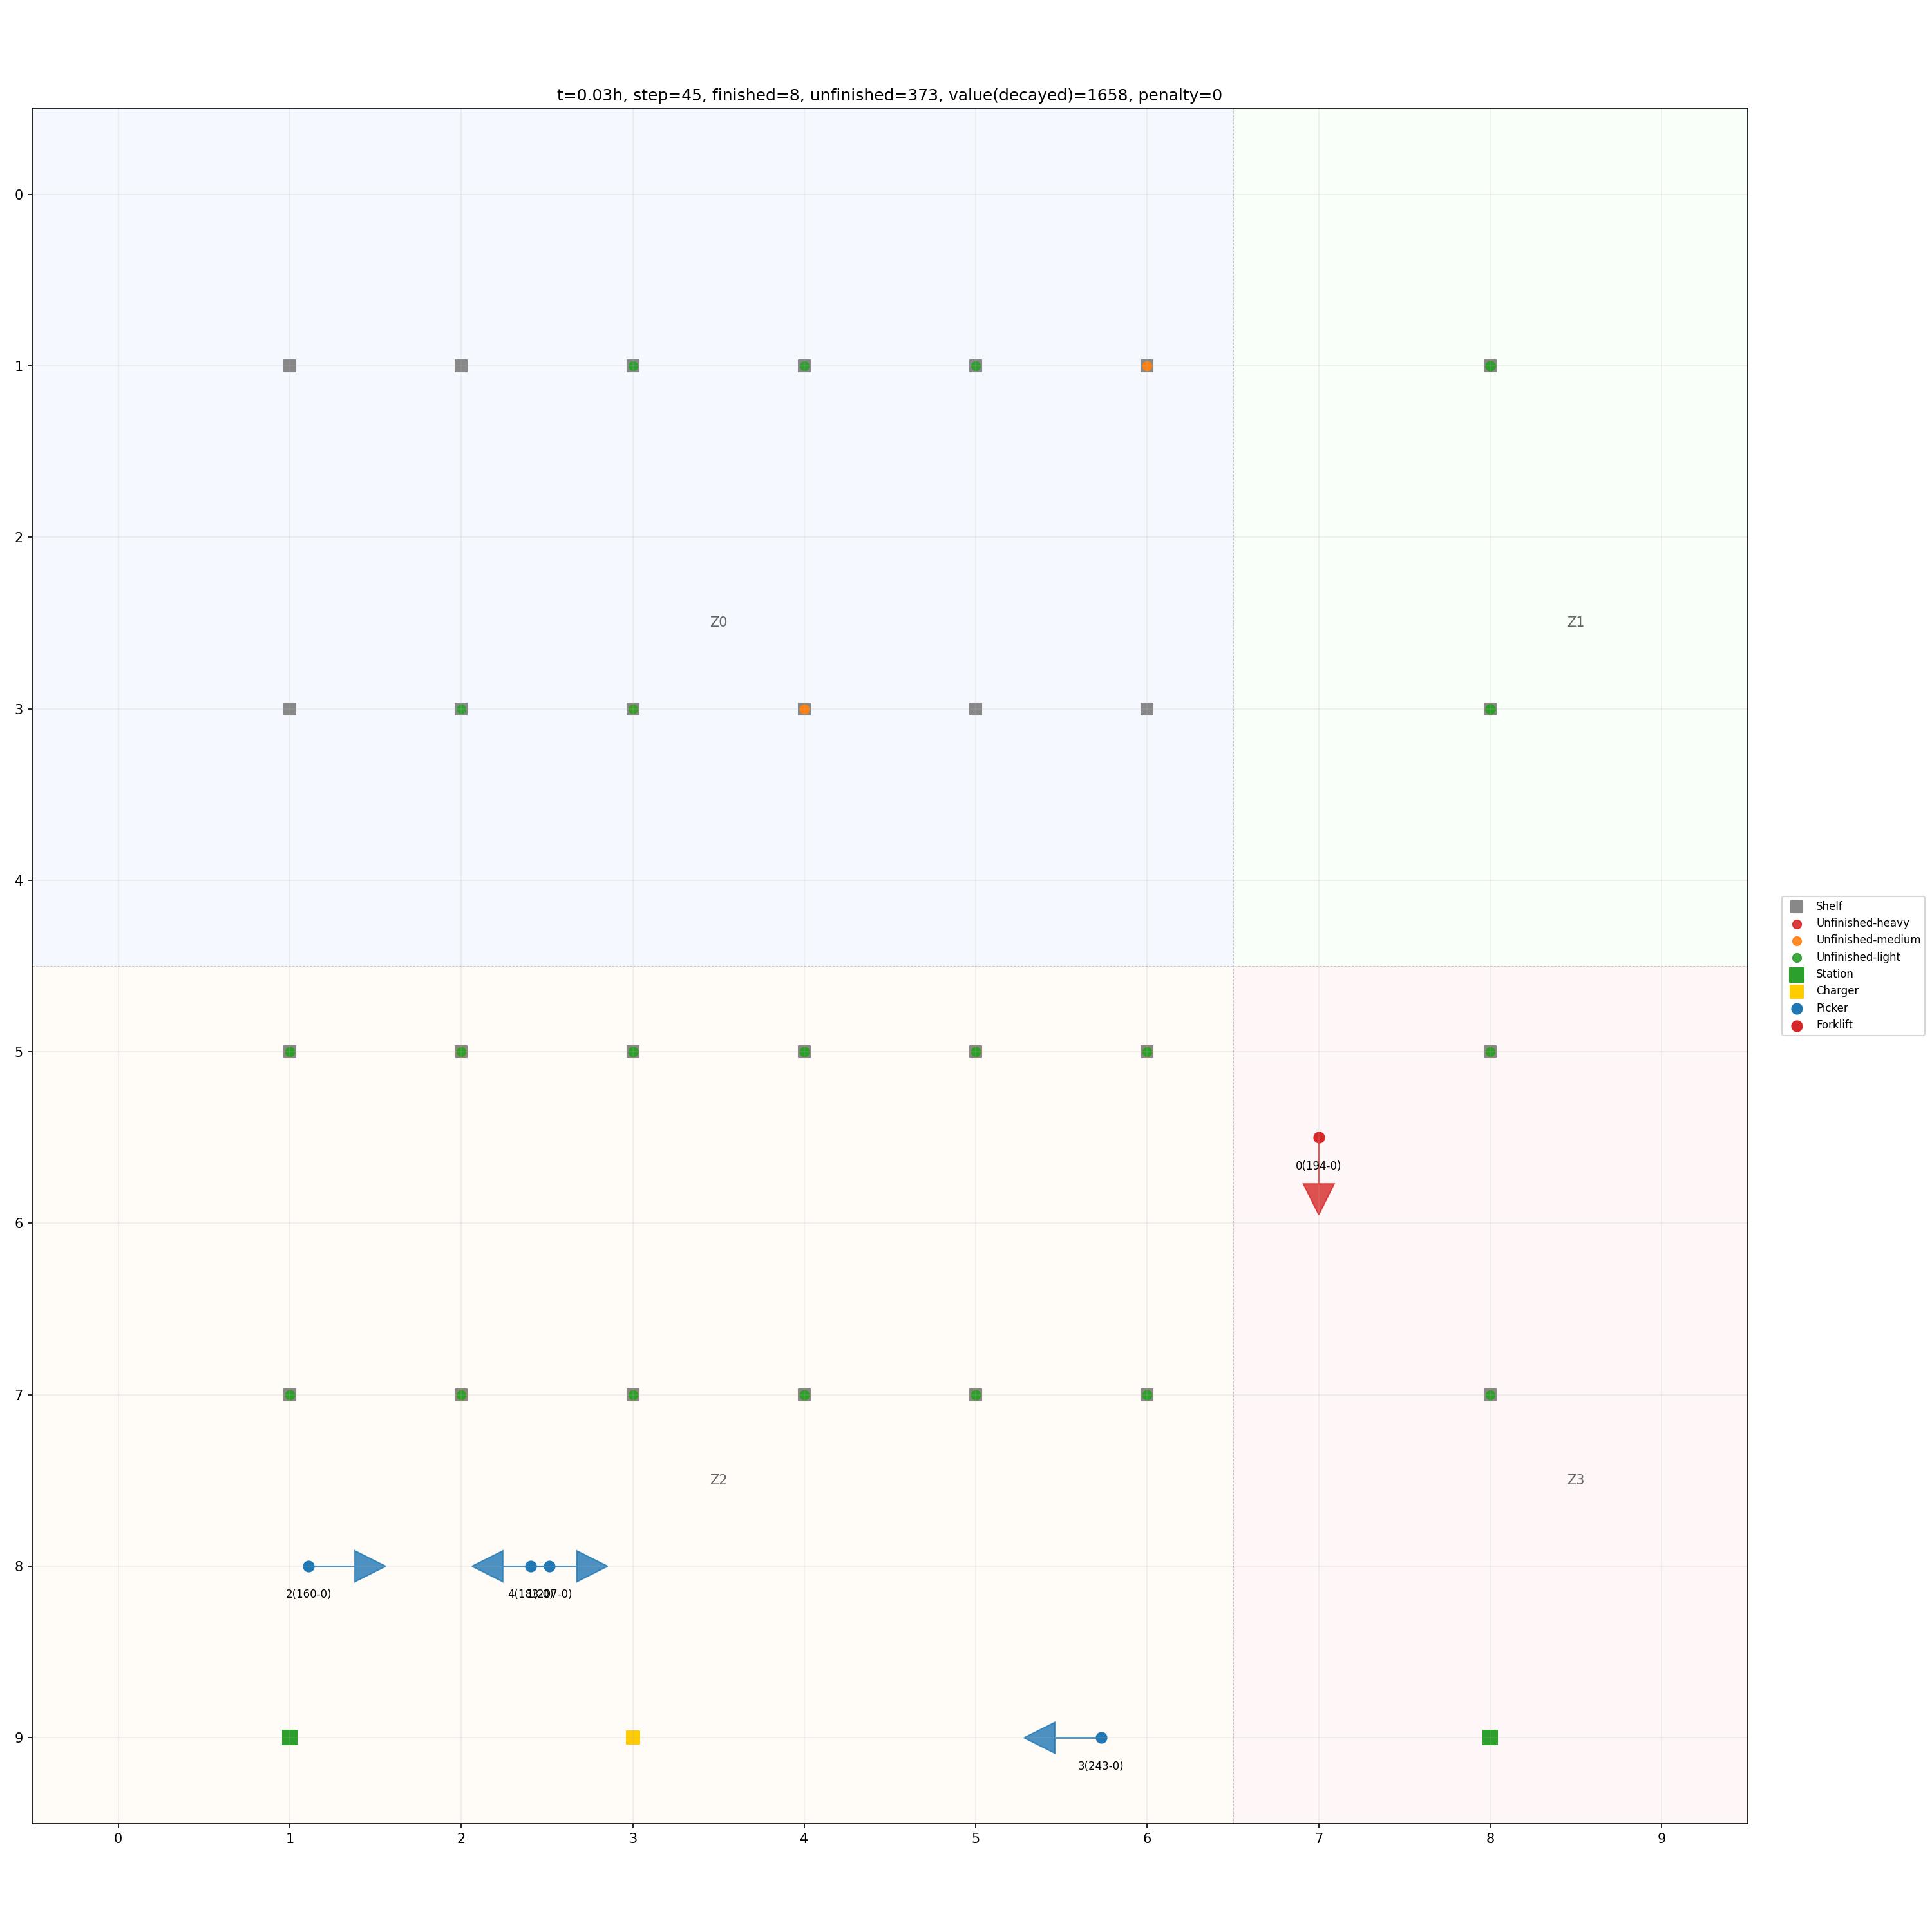 t=0.03h, step=45, finished=8, unfinished=373, value(decayed)=1658, penalty=0
0
1
2
3
4
5
6
7
8
9
Z0
Z1
Z2
Z3
0(194-0)
2(160-0)
3(243-0)
0 1 2 3 4 5 6 7 8 9
Shelf
Unfinished-heavy
Unfinished-medium
Unfinished-light
Station
Charger
Picker
Forklift